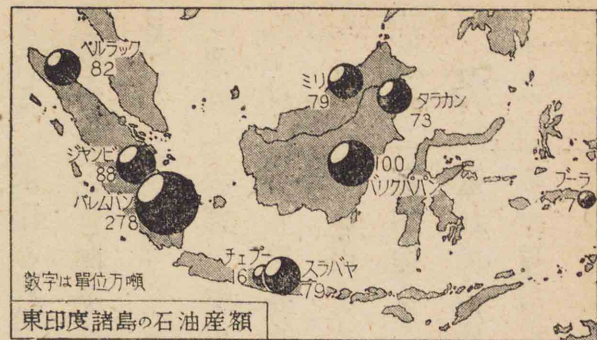 ペルラック
82
ミリ
79
タラカン
73
ジャンビ
88
パレムバン
278
100
バリクパパン
ブーラ
7
チェプー
16
スラバヤ
79
数字は單位万噸
東印度諸島の石油産額